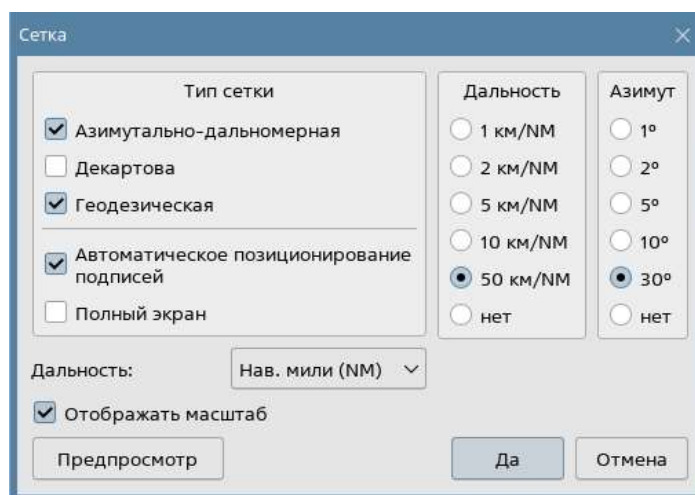 Сетка
Тип сетки
Азимутально-дальномерная
Декартова
Геодезическая
Автоматическое позиционирование
подписей
Полный экран
Дальность
1 км/NM
2 км/NM
5 км/NM
10 км/NM
50 км/NM
нет
Азимут
1º
2º
5º
10º
30º
нет
Дальность:
Нав. мили (NM)
Отображать масштаб
Предпросмотр
Да
Отмена